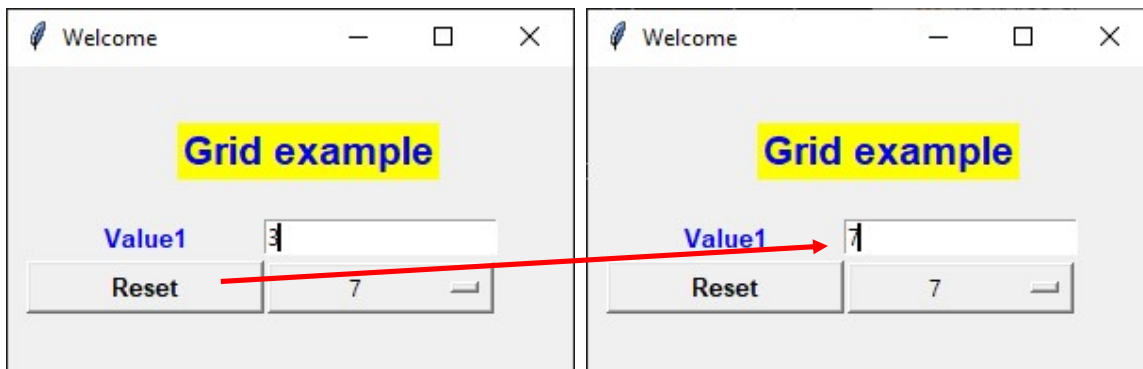 Welcome
Grid example
Value1 3
Reset 7
Welcome
Grid example
Value1 7
Reset 7